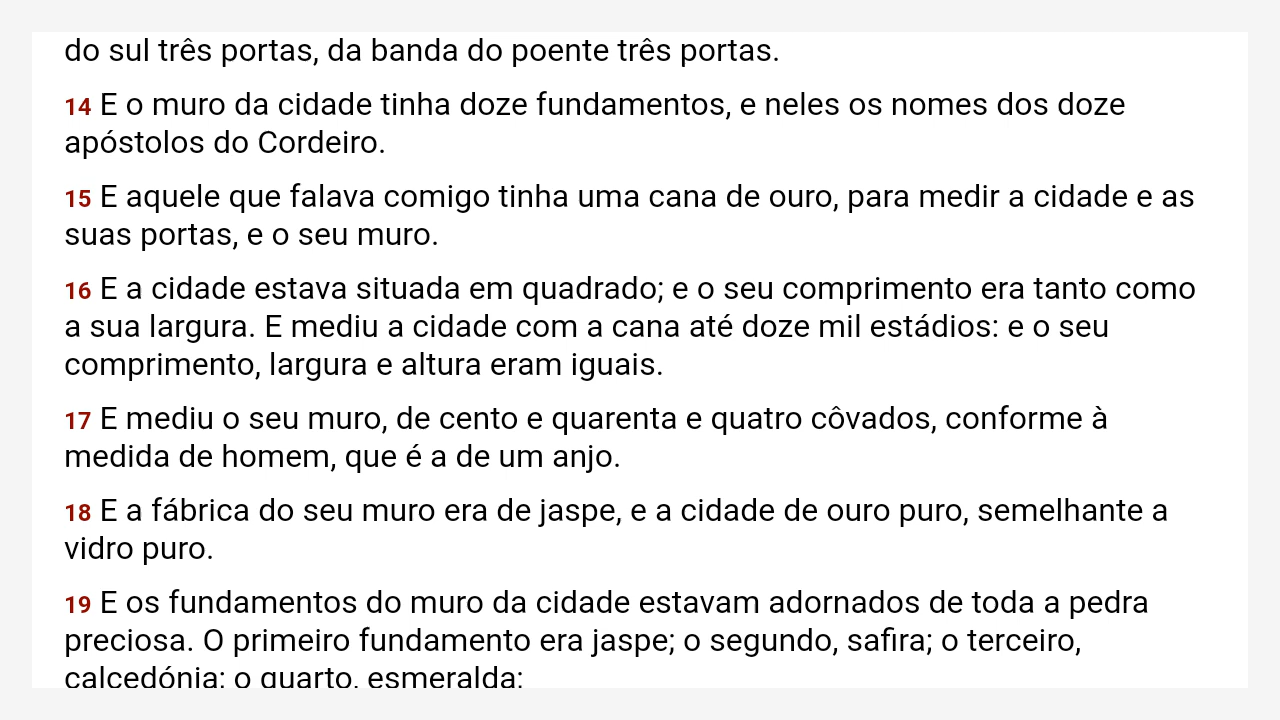 do sul três portas, da banda do poente três portas.
14 E o muro da cidade tinha doze fundamentos, e neles os nomes dos doze
apóstolos do Cordeiro.
15 E aquele que falava comigo tinha uma cana de ouro, para medir a cidade e as
suas portas, e o seu muro.
16 E a cidade estava situada em quadrado; e o seu comprimento era tanto como
a sua largura. E mediu a cidade com a cana até doze mil estádios: e o seu
comprimento, largura e altura eram iguais.
17 E mediu o seu muro, de cento e quarenta e quatro côvados, conforme à
medida de homem, que é a de um anjo.
18 E a fábrica do seu muro era de jaspe, e a cidade de ouro puro, semelhante a
vidro puro.
19 E os fundamentos do muro da cidade estavam adornados de toda a pedra
preciosa. O primeiro fundamento era jaspe; o segundo, safira; o terceiro,
calcedónia; o quarto, esmeralda;